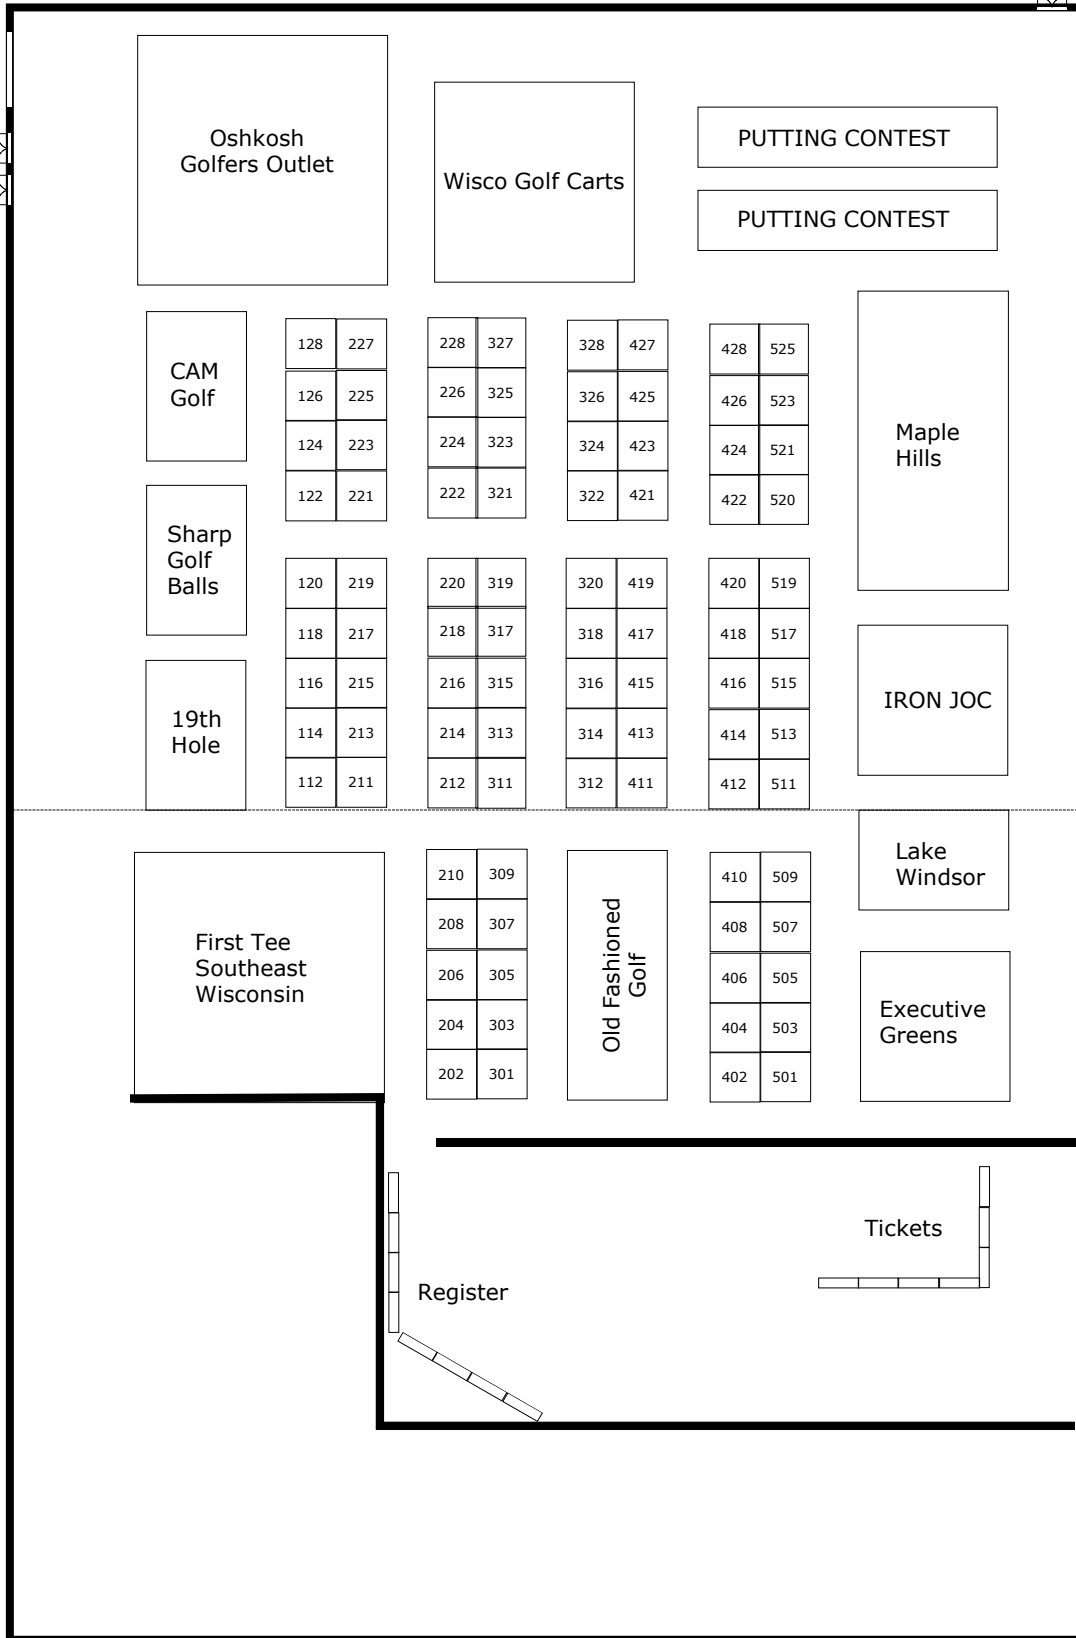 Oshkosh
Golfers Outlet
Wisco Golf Carts
PUTTING CONTEST
PUTTING CONTEST
CAM
Golf
128 227 228 327 328 427 428 525
126 225 226 325 326 425 426 523
124 223 224 323 324 423 424 521
122 221 222 321 322 421 422 520
Maple
Hills
Sharp
Golf
Balls
120 219 220 319 320 419 420 519
118 217 218 317 318 417 418 517
116 215 216 315 316 415 416 515
114 213 214 313 314 413 414 513
112 211 212 311 312 411 412 511
19th
Hole
IRON JOC
Lake
Windsor
First Tee
Southeast
Wisconsin
210 309 410 509
208 307 408 507
206 305 406 505
204 303 404 503
202 301 402 501
Old Fashioned
Golf
Executive
Greens
Tickets
Register